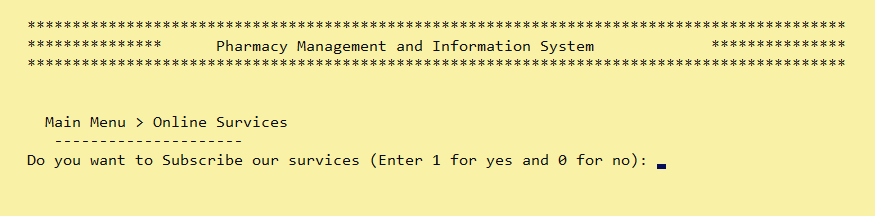 *******************************************************************************************
***************      Pharmacy Management and Information System             ***************
*******************************************************************************************
Main Menu > Online Survices
---------------------
Do you want to Subscribe our survices (Enter 1 for yes and 0 for no):